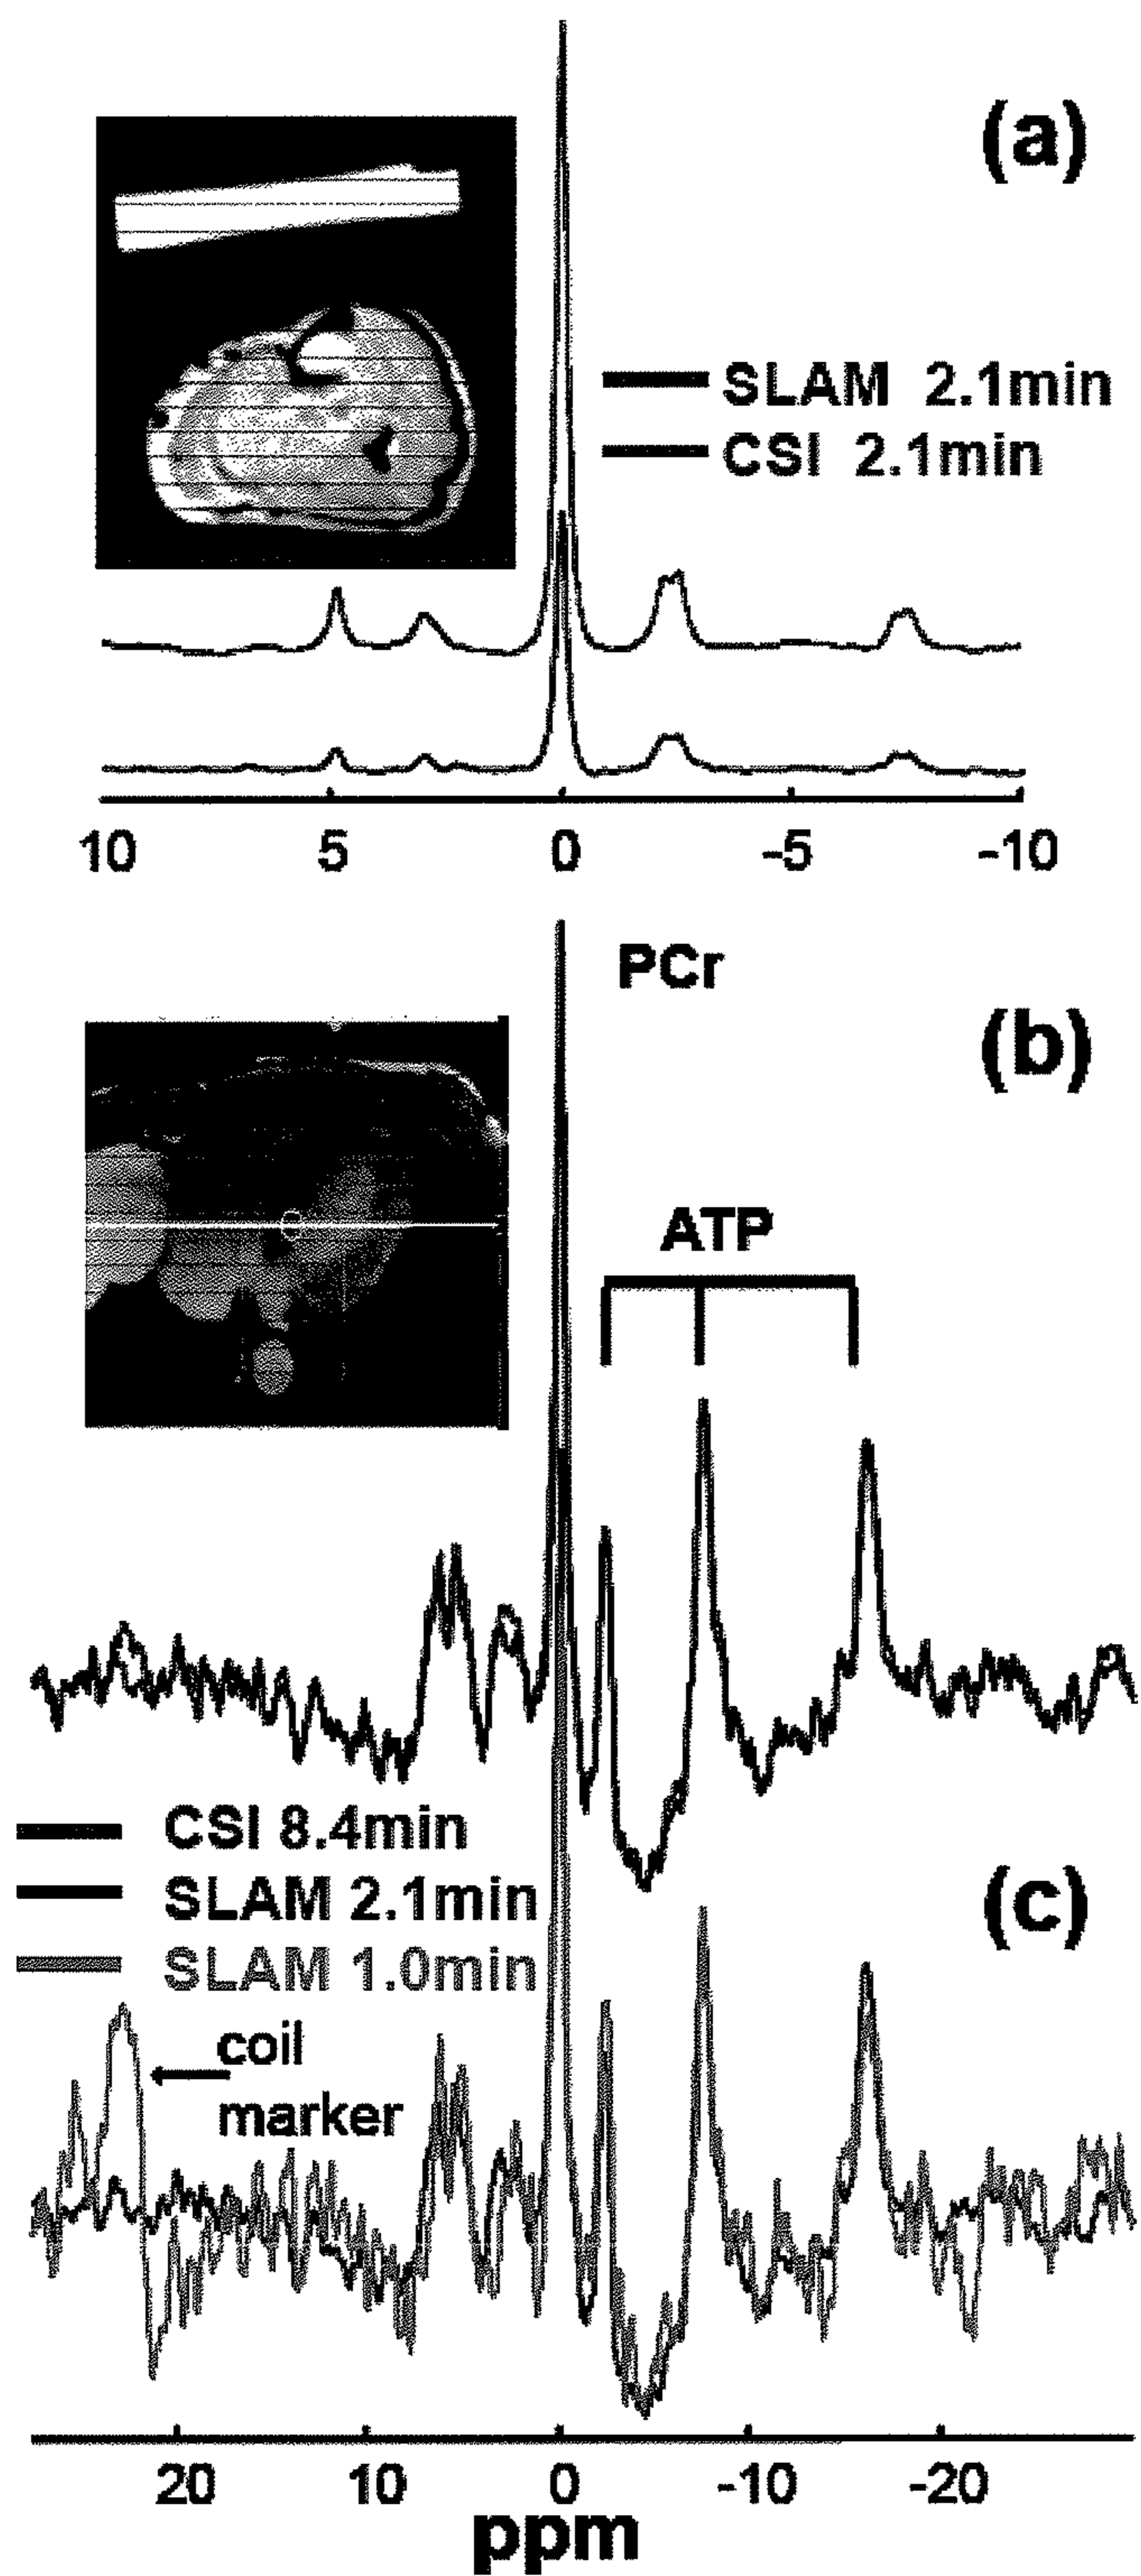 (a)
SLAM 2.1min
CSI 2.1min
10 5 0 -5 -10
PCr
(b)
ATP
CSI 8.4min
SLAM 2.1min
(c)
SLAM 1.0min
coil
marker
20 10 0 -10 -20
ppm